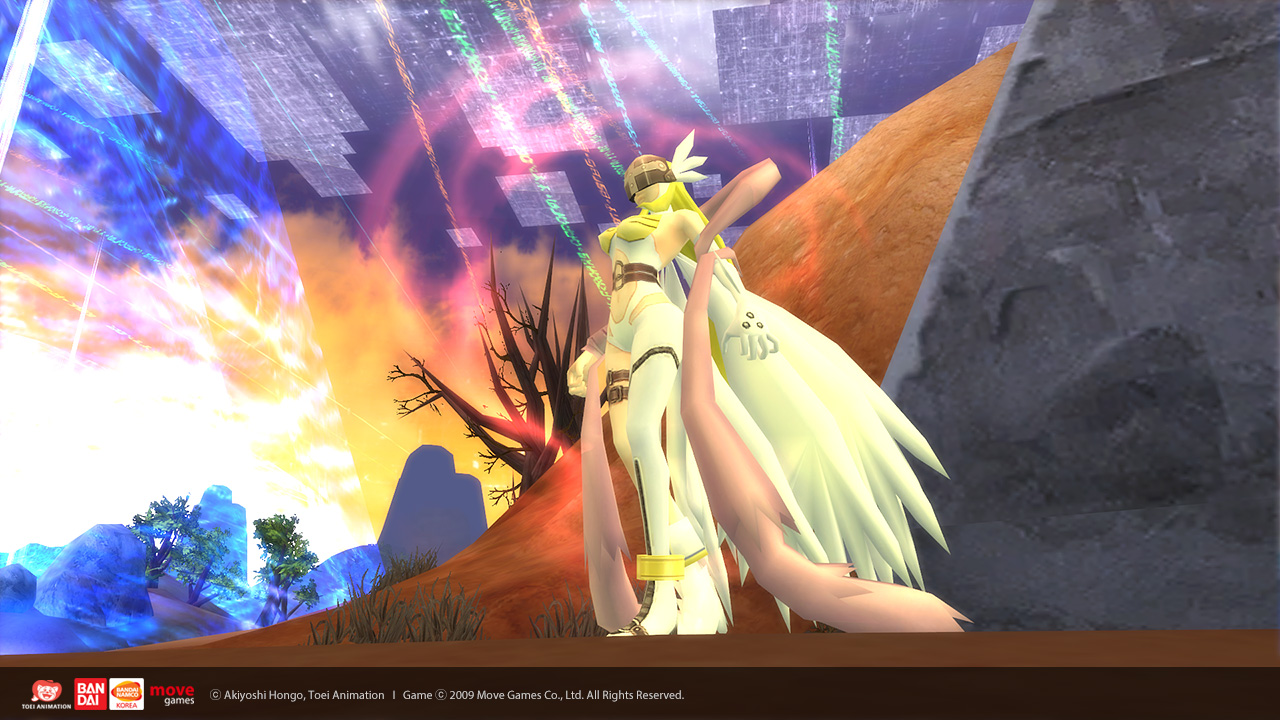 TOEI ANIMATION
BAN
DAI
BANDAI
NAMCO
KOREA
move
games
ⓒ Akiyoshi Hongo, Toei Animation | Game ⓒ 2009 Move Games Co., Ltd. All Rights Reserved.